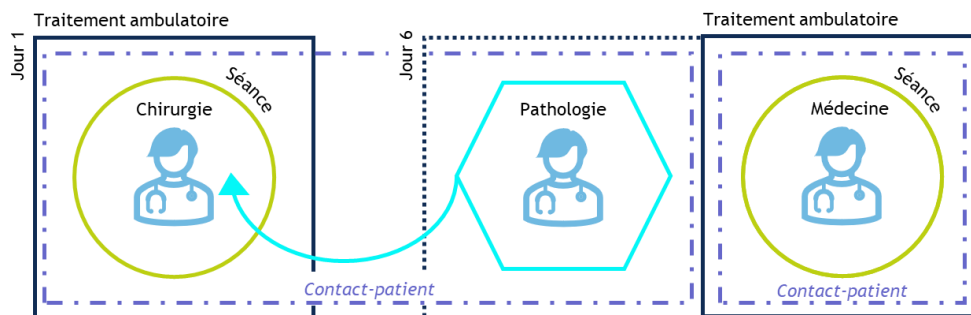 Traitement ambulatoire
Jour 1
Séance
Chirurgie
Jour 6
Pathologie
Contact-patient
Traitement ambulatoire
Séance
Médecine
Contact-patient